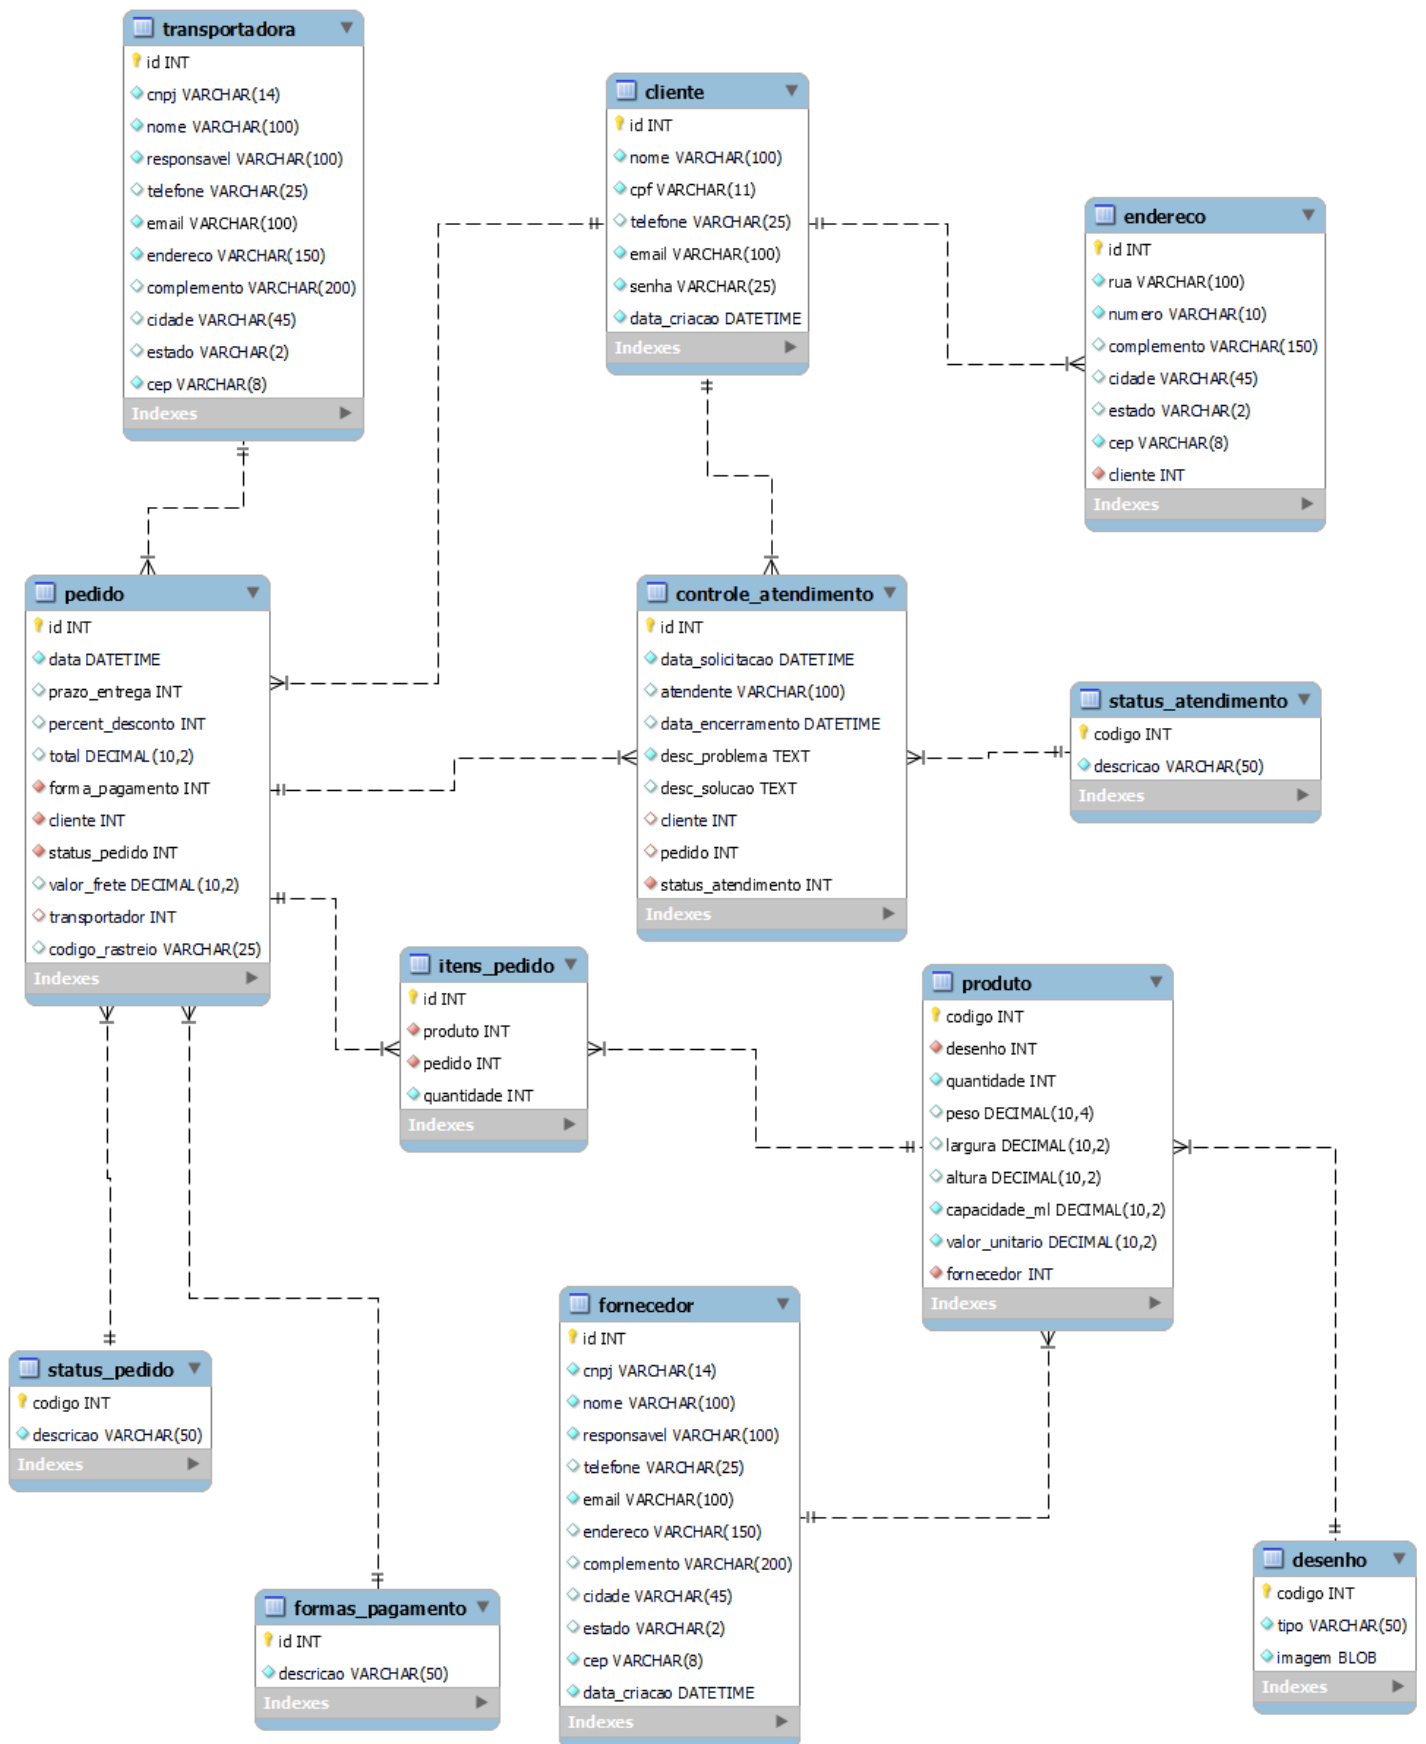 transportadora
id INT
cnpj VARCHAR(14)
nome VARCHAR(100)
responsavel VARCHAR(100)
telefone VARCHAR(25)
email VARCHAR(100)
endereco VARCHAR(150)
complemento VARCHAR(200)
cidade VARCHAR(45)
estado VARCHAR(2)
cep VARCHAR(8)
Indexes
cliente
id INT
nome VARCHAR(100)
cpf VARCHAR(11)
telefone VARCHAR(25)
email VARCHAR(100)
senha VARCHAR(25)
data_criacao DATETIME
Indexes
endereco
id INT
rua VARCHAR(100)
numero VARCHAR(10)
complemento VARCHAR(150)
cidade VARCHAR(45)
estado VARCHAR(2)
cep VARCHAR(8)
cliente INT
Indexes
pedido
id INT
data DATETIME
prazo_entrega INT
percent_desconto INT
total DECIMAL(10,2)
forma_pagamento INT
cliente INT
status_pedido INT
valor_frete DECIMAL(10,2)
transportador INT
codigo_rastreio VARCHAR(25)
Indexes
controle_atendimento
id INT
data_solicitacao DATETIME
atendente VARCHAR(100)
data_encerramento DATETIME
desc_problema TEXT
desc_solucao TEXT
cliente INT
pedido INT
status_atendimento INT
Indexes
status_atendimento
codigo INT
descricao VARCHAR(50)
Indexes
itens_pedido
id INT
produto INT
pedido INT
quantidade INT
Indexes
produto
codigo INT
desenho INT
quantidade INT
peso DECIMAL(10,4)
largura DECIMAL(10,2)
altura DECIMAL(10,2)
capacidade_ml DECIMAL(10,2)
valor_unitario DECIMAL(10,2)
fornecedor INT
Indexes
status_pedido
codigo INT
descricao VARCHAR(50)
Indexes
fornecedor
id INT
cnpj VARCHAR(14)
nome VARCHAR(100)
responsavel VARCHAR(100)
telefone VARCHAR(25)
email VARCHAR(100)
endereco VARCHAR(150)
complemento VARCHAR(200)
cidade VARCHAR(45)
estado VARCHAR(2)
cep VARCHAR(8)
data_criacao DATETIME
Indexes
formas_pagamento
id INT
descricao VARCHAR(50)
Indexes
desenho
codigo INT
tipo VARCHAR(50)
imagem BLOB
Indexes